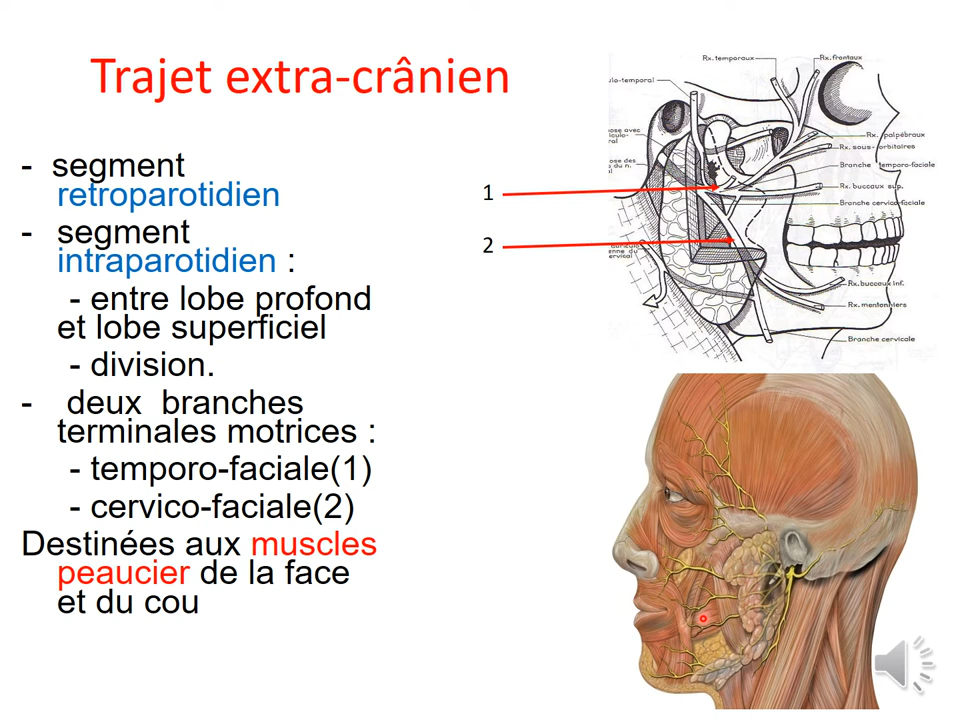 Trajet extra-crânien
- segment
retroparotidien
- segment
intraparotidien :
- entre lobe profond
et lobe superficiel
- division.
- deux branches
terminales motrices :
- temporo-faciale(1)
- cervico-faciale(2)
Destinées aux muscles
peaucier de la face
et du cou
1
2
Rx. temporaux
Rx. frontaux
ulo-temporal
Rx. palpébraux
Rx. sous-orbitaires
Branche temporo-faciale
Rx. buccaux sup.
Branche cervico-faciale
Rx. buccaux inf.
Rx. mentonniers
Branche cervicale